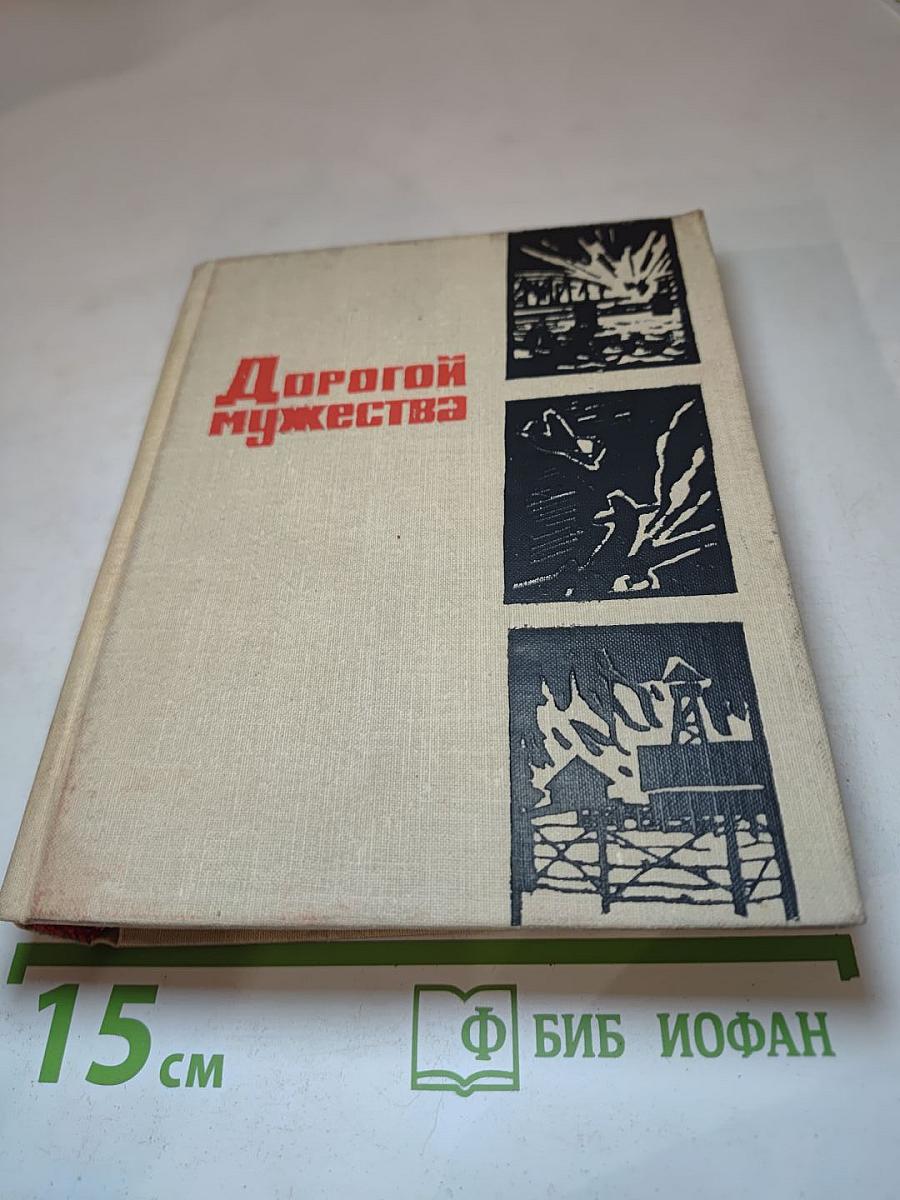 Дорогой
мужества
15 см
Ф БИБ ИОФАН